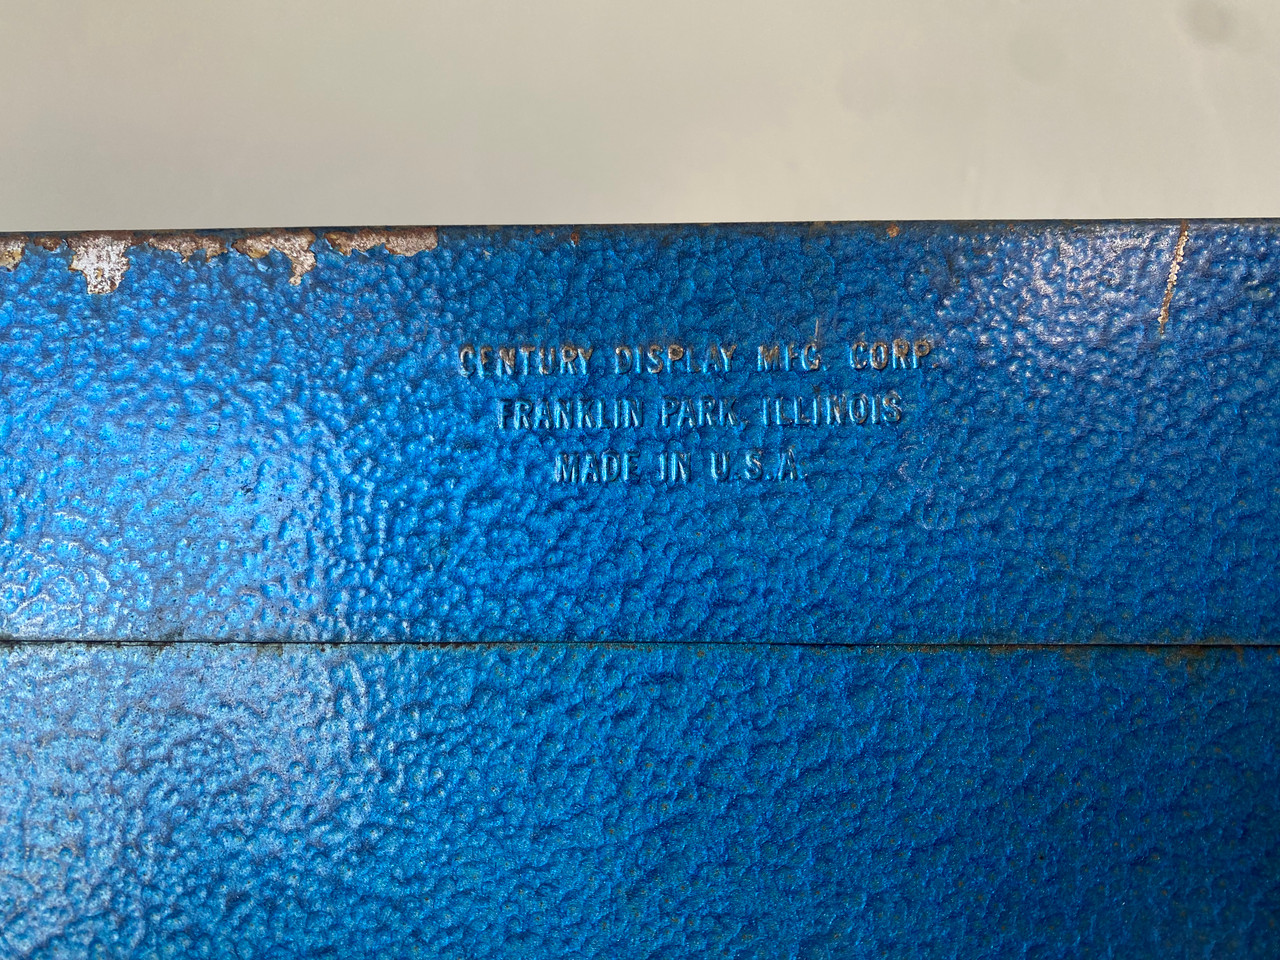 CENTURY DISPLAY MFG. CORP.
FRANKLIN PARK, ILLINOIS
MADE IN U.S.A.